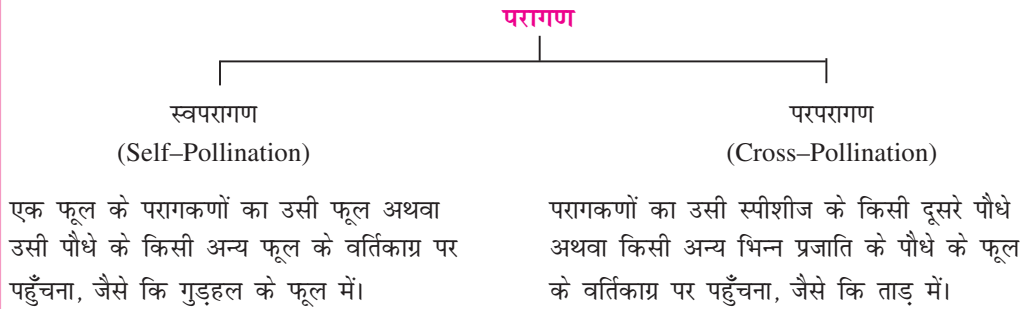 परागण
स्वपरागण
(Self–Pollination)
एक फूल के परागकणों का उसी फूल अथवा
उसी पौधे के किसी अन्य फूल के वर्तिकाग्र पर
पहुँचना, जैसे कि गुड़हल के फूल में।
परपरागण
(Cross–Pollination)
परागकणों का उसी स्पीशीज के किसी दूसरे पौधे
अथवा किसी अन्य भिन्न प्रजाति के पौधे के फूल
के वर्तिकाग्र पर पहुँचना, जैसे कि ताड़ में।